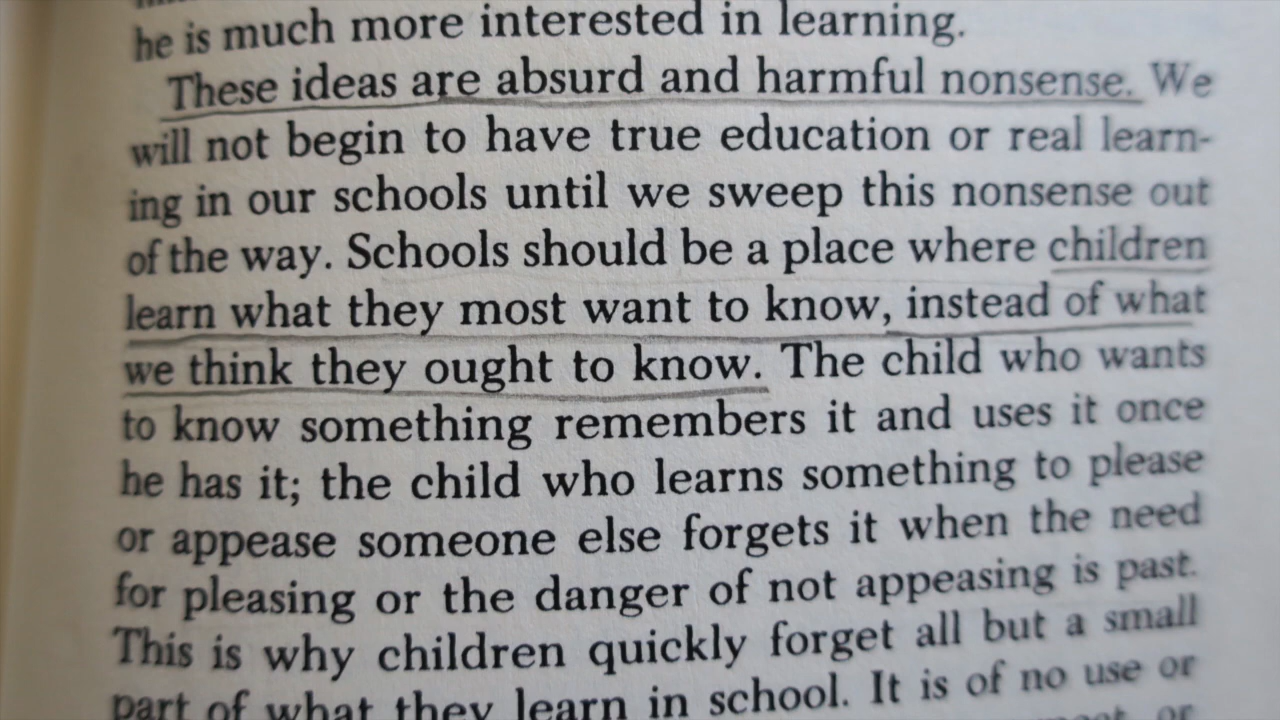 he is much more interested in learning.
These ideas are absurd and harmful nonsense. We
will not begin to have true education or real learn-
ing in our schools until we sweep this nonsense out
of the way. Schools should be a place where children
learn what they most want to know, instead of what
we think they ought to know. The child who wants
to know something remembers it and uses it once
he has it; the child who learns something to please
or appease someone else forgets it when the need
for pleasing or the danger of not appeasing is past.
This is why children quickly forget all but a small
part of what they learn in school. It is of no use or
or